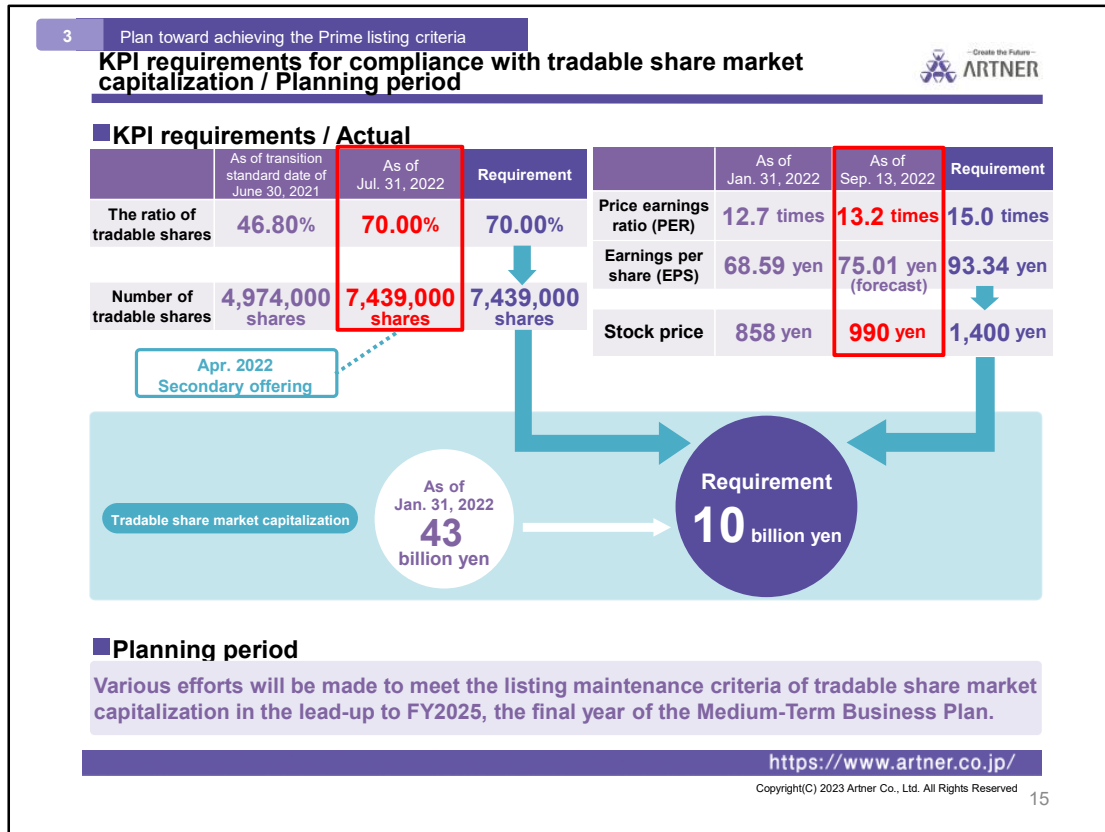 3 Plan toward achieving the Prime listing criteria
KPI requirements for compliance with tradable share market
capitalization / Planning period
–Create the Future–
ARTNER
KPI requirements / Actual
As of transition
standard date of
June 30, 2021
As of
Jul. 31, 2022
Requirement
The ratio of
tradable shares
46.80%
70.00%
70.00%
Number of
tradable shares
4,974,000
shares
7,439,000
shares
7,439,000
shares
Apr. 2022
Secondary offering
As of
Jan. 31, 2022
As of
Sep. 13, 2022
Requirement
Price earnings
ratio (PER)
12.7 times
13.2 times
15.0 times
Earnings per
share (EPS)
68.59 yen
75.01 yen
(forecast)
93.34 yen
Stock price
858 yen
990 yen
1,400 yen
Tradable share market capitalization
As of
Jan. 31, 2022
43
billion yen
Requirement
10 billion yen
Planning period
Various efforts will be made to meet the listing maintenance criteria of tradable share market
capitalization in the lead-up to FY2025, the final year of the Medium-Term Business Plan.
https://www.artner.co.jp/
Copyright(C) 2023 Artner Co., Ltd. All Rights Reserved
15